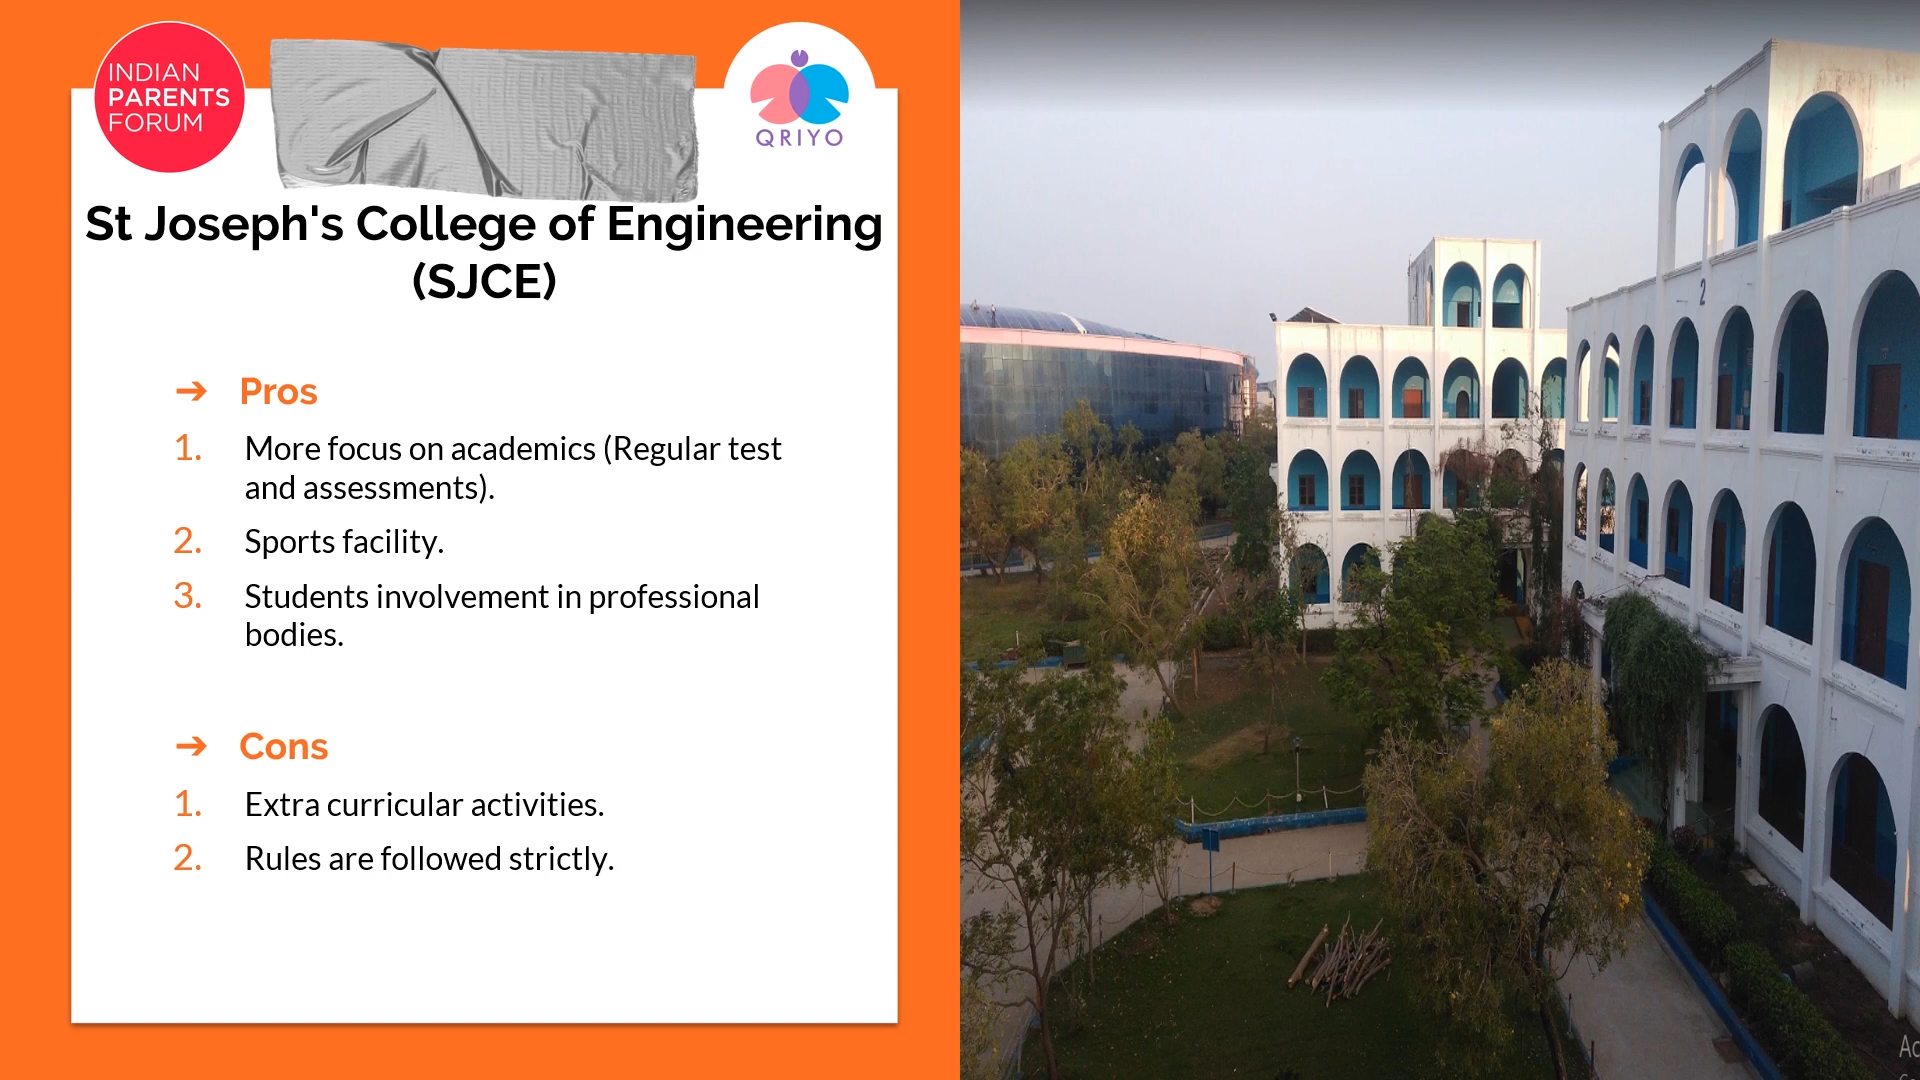 INDIAN
PARENTS
FORUM
QRIYO
St Joseph's College of Engineering
(SJCE)
➔ Pros
1. More focus on academics (Regular test
and assessments).
2. Sports facility.
3. Students involvement in professional
bodies.
➔ Cons
1. Extra curricular activities.
2. Rules are followed strictly.
2